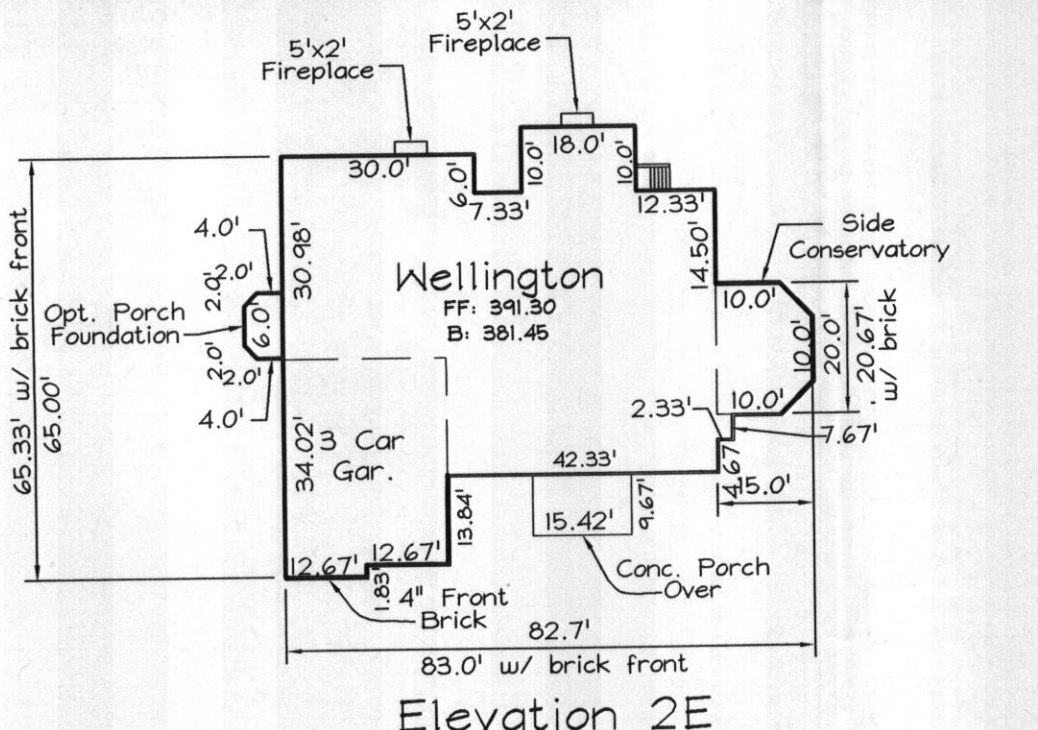 5'x2'
Fireplace
5'x2'
Fireplace
30.0'
6.0'
7.33'
10.0'
18.0'
10.0'
12.33'
14.50'
65.33' w/ brick front
65.00'
30.98'
4.0'
2.0'
2.0'
Opt. Porch
Foundation
6.0'
2.0'
2.0'
4.0'
Wellington
FF: 391.30
B: 381.45
Side
Conservatory
10.0'
10.0'
20.0'
20.67'
w/ brick
10.0'
2.33'
7.67'
4.67'
15.0'
34.02'
3 Car
Gar.
42.33'
13.84'
15.42'
9.67'
12.67'
12.67'
1.83'
4" Front
Brick
Conc. Porch
Over
82.7'
83.0' w/ brick front
Elevation 2E